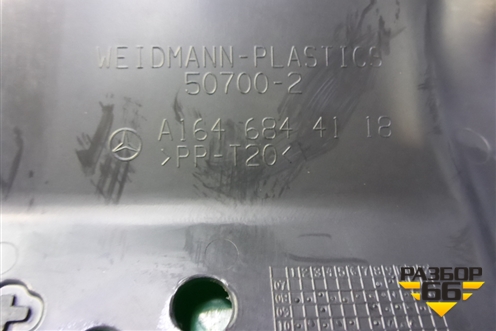 WEIDMANN-PLASTICS
50700-2
A164 684 41 18
>PP-T20<
РАЗБОР
66